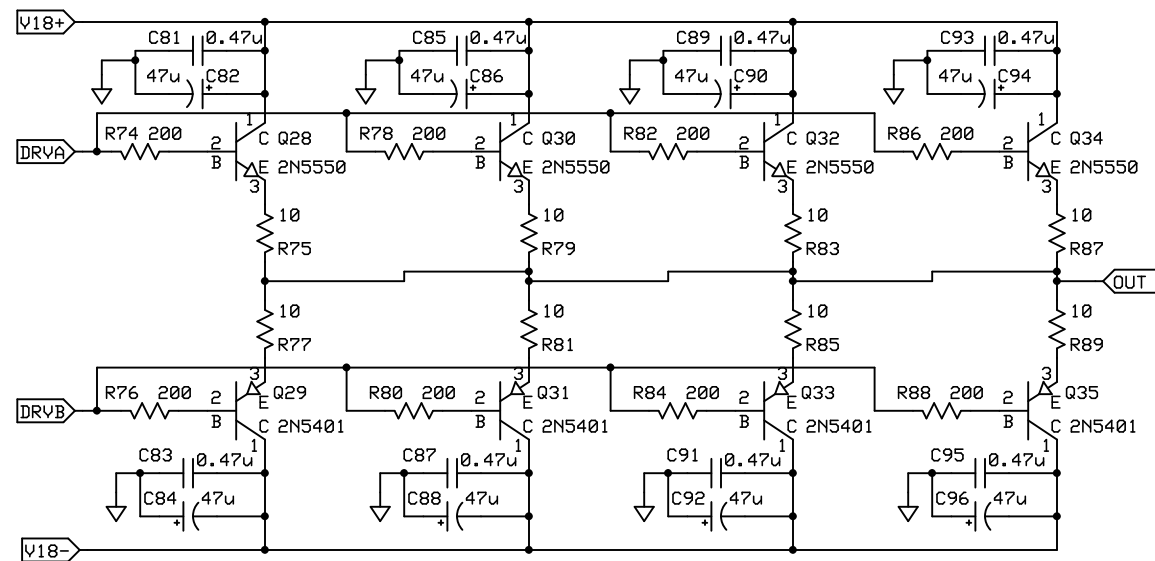 V18+
C81 0.47u C85 0.47u C89 0.47u C93 0.47u
47u + C82 47u + C86 47u + C90 47u + C94
1 1 1 1
DRVA R74 200 2 B C E Q28 R78 200 2 B C E Q30 R82 200 2 B C E Q32 R86 200 2 B C E Q34
2N5550 2N5550 2N5550 2N5550
3 3 3 3
10 10 10 10
R75 R79 R83 R87
OUT
10 10 10 10
R77 R81 R85 R89
3 3 3 3
DRVB R76 200 2 B E C Q29 R80 200 2 B E C Q31 R84 200 2 B E C Q33 R88 200 2 B E C Q35
2N5401 2N5401 2N5401 2N5401
1 1 1 1
C83 0.47u C87 0.47u C91 0.47u C95 0.47u
C84 + 47u C88 + 47u C92 + 47u C96 + 47u
V18-